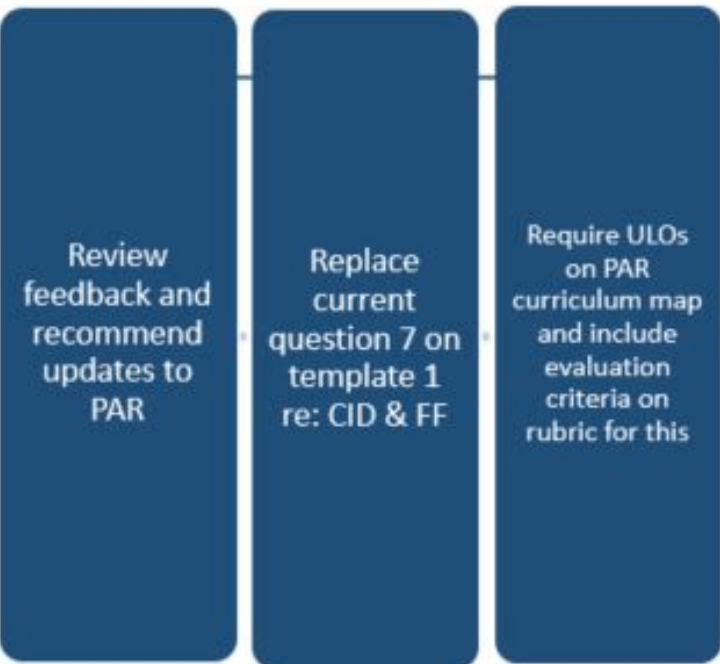 Review
feedback and
recommend
updates to
PAR
Replace
current
question 7 on
template 1
re: CID & FF
Require ULOs
on PAR
curriculum map
and include
evaluation
criteria on
rubric for this